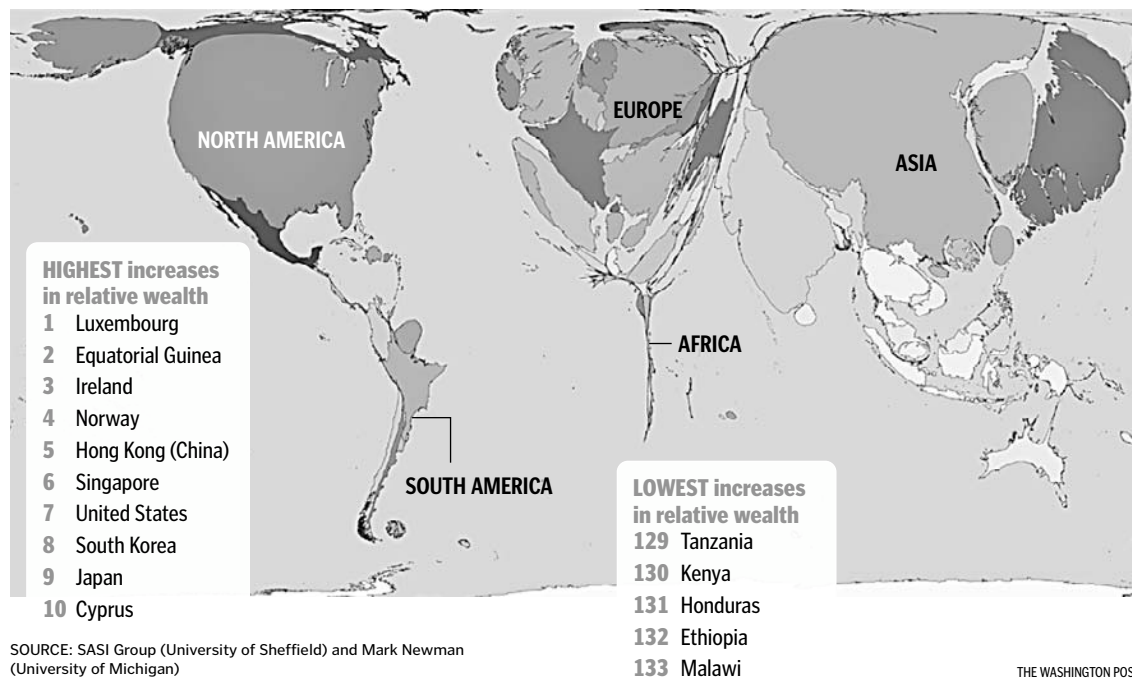 NORTH AMERICA
EUROPE
ASIA
AFRICA
SOUTH AMERICA
HIGHEST increases
in relative wealth
1 Luxembourg
2 Equatorial Guinea
3 Ireland
4 Norway
5 Hong Kong (China)
6 Singapore
7 United States
8 South Korea
9 Japan
10 Cyprus
LOWEST increases
in relative wealth
129 Tanzania
130 Kenya
131 Honduras
132 Ethiopia
133 Malawi
SOURCE: SASI Group (University of Sheffield) and Mark Newman
(University of Michigan)
THE WASHINGTON POS